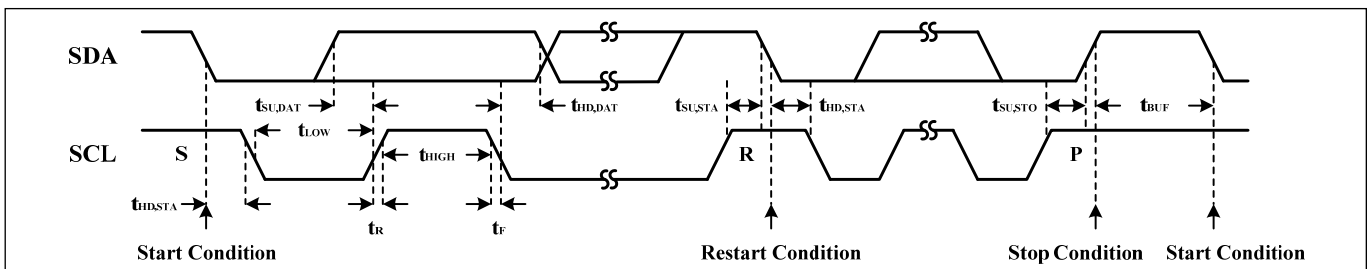 SDA
tSU,DAT
tHD,DAT
tSU,STA
tHD,STA
tSU,STO
tBUF
tLOW
SCL
S
tHIGH
R
P
tHD,STA
tR
tF
Start Condition
Restart Condition
Stop Condition
Start Condition